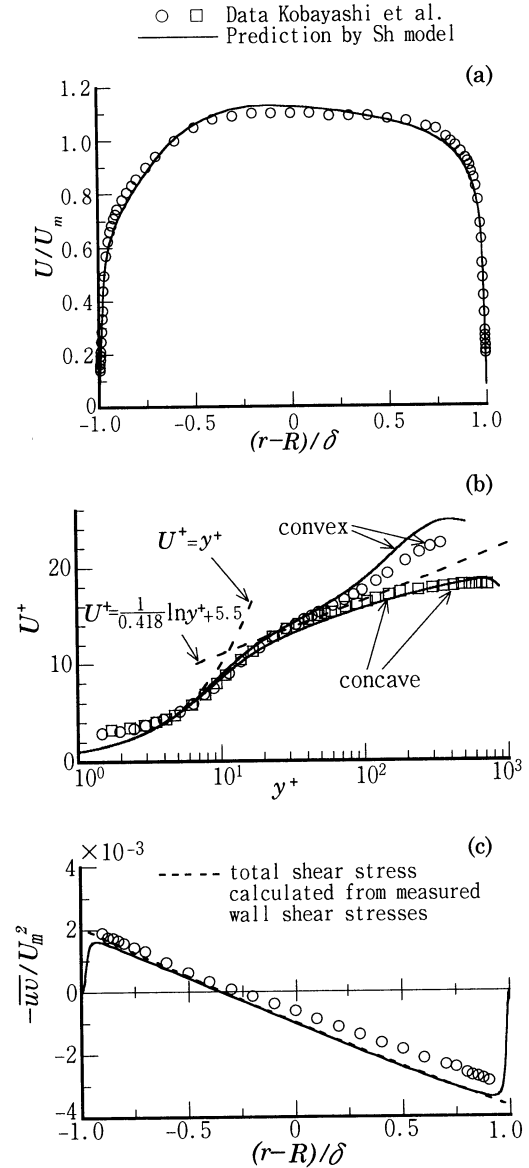 ○ □ Data Kobayashi et al.
Prediction by Sh model
(a)
1.2
1.0
0.8
0.6
0.4
0.2
0
U/U_m
-1.0 -0.5 0 0.5 1.0
(r-R)/δ
(b)
convex
U⁺=y⁺
U⁺=1/0.418 lny⁺+5.5
20
10
0
U⁺
concave
10⁰ 10¹ 10² 10³
y⁺
(c)
×10⁻³
4
2
0
-2
-4
total shear stress
calculated from measured
wall shear stresses
-u̅v̅/U_m²
-1.0 -0.5 0 0.5 1.0
(r-R)/δ